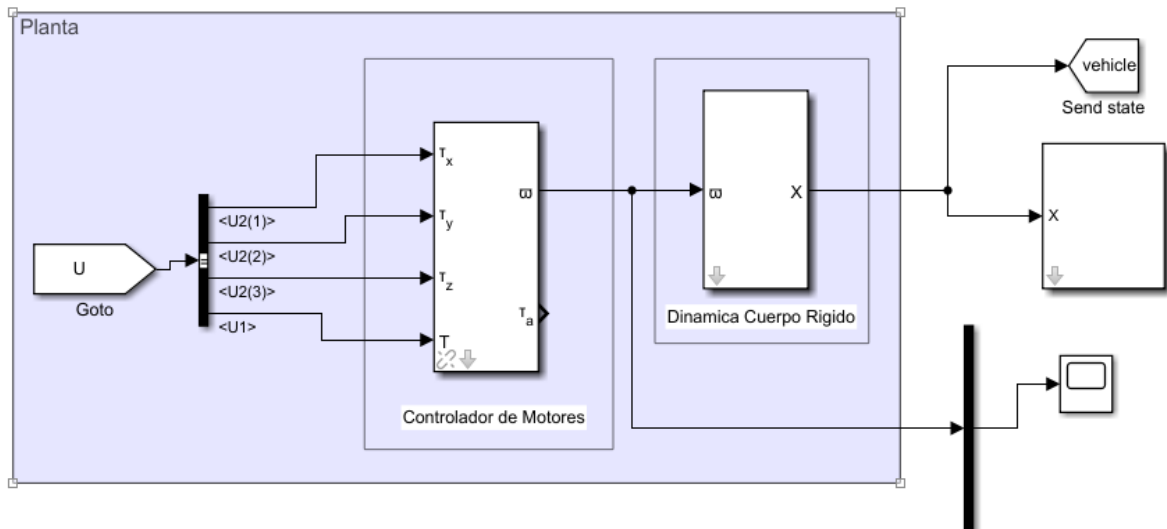 Planta
U
Goto
<U2(1)>
<U2(2)>
<U2(3)>
<U1>
τx
τy
τz
T
ϖ
τa
Controlador de Motores
ϖ
X
Dinamica Cuerpo Rigido
vehicle
Send state
X